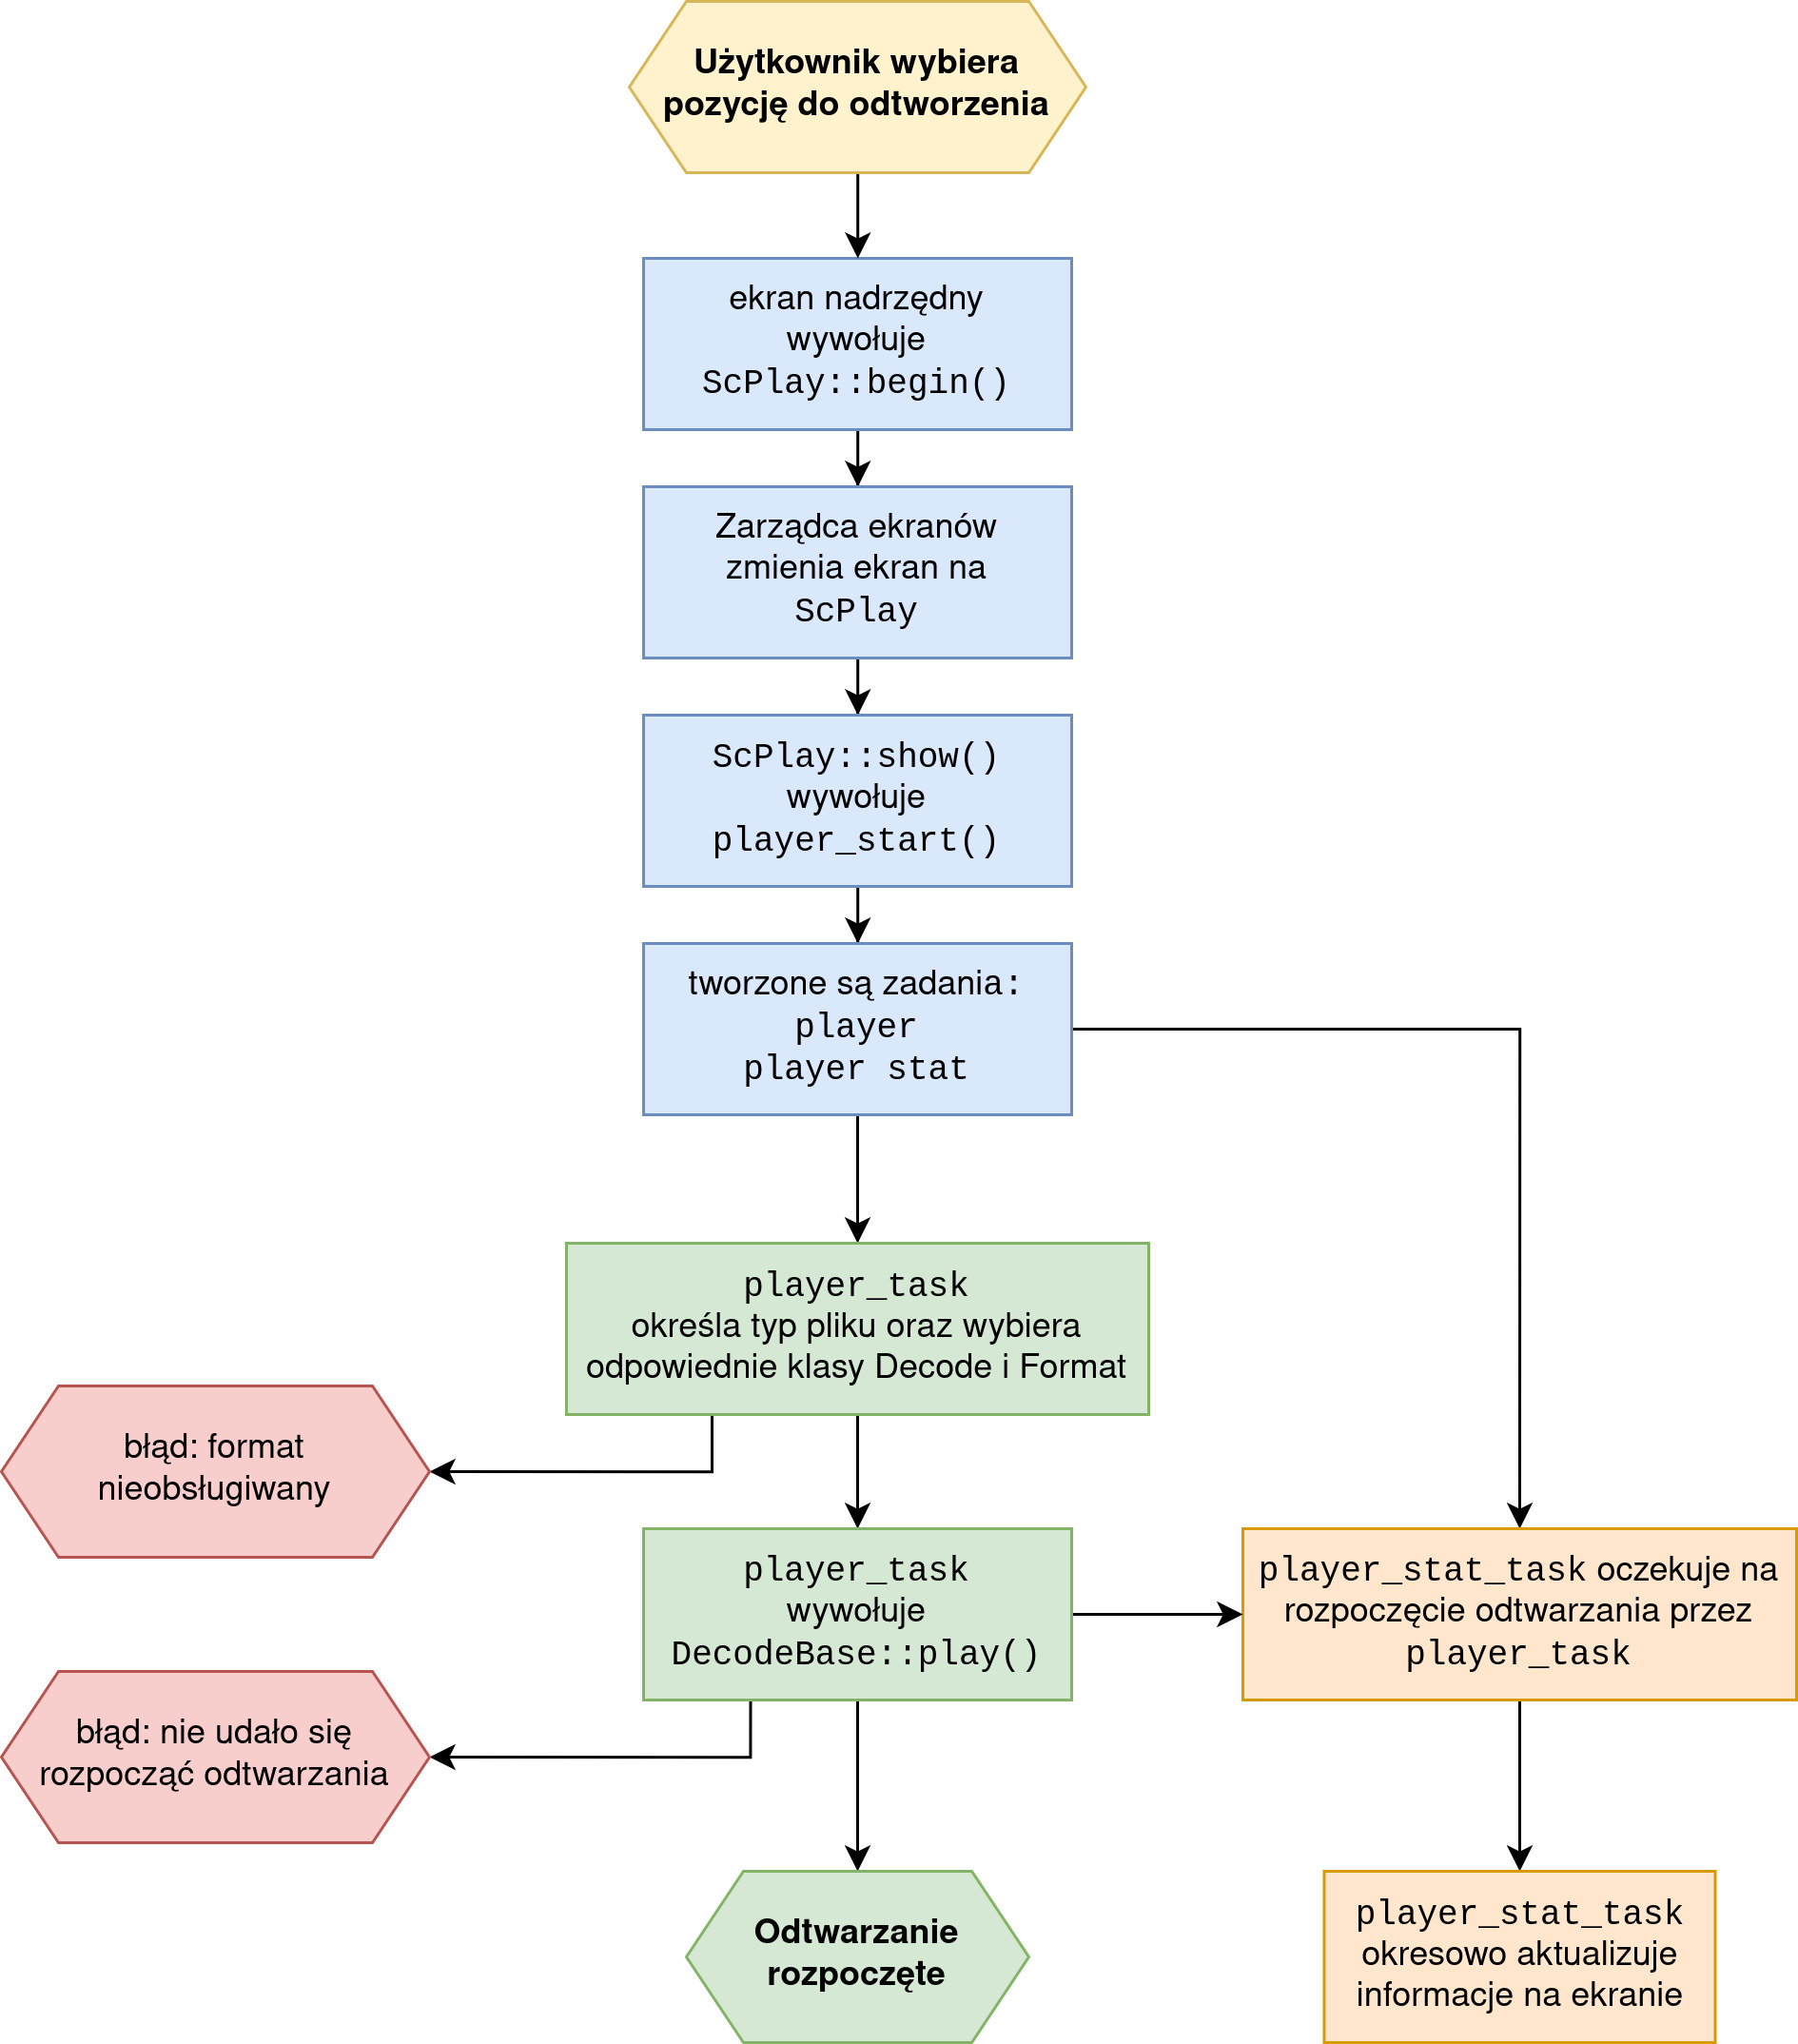 Użytkownik wybiera
pozycję do odtworzenia
ekran nadrzędny
wywołuje
ScPlay::begin()
Zarządca ekranów
zmienia ekran na
ScPlay
ScPlay::show()
wywołuje
player_start()
tworzone są zadania:
player
player stat
player_task
określa typ pliku oraz wybiera
odpowiednie klasy Decode i Format
błąd: format
nieobsługiwany
player_task
wywołuje
DecodeBase::play()
player_stat_task oczekuje na
rozpoczęcie odtwarzania przez
player_task
błąd: nie udało się
rozpocząć odtwarzania
Odtwarzanie
rozpoczęte
player_stat_task
okresowo aktualizuje
informacje na ekranie